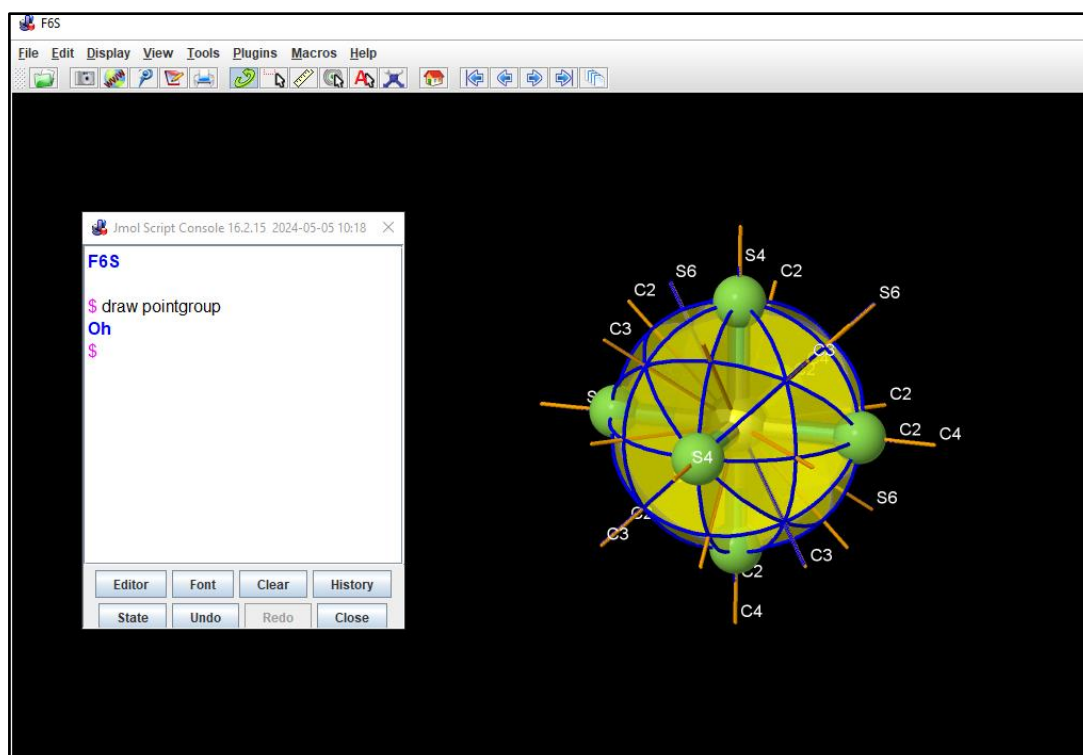 F6S
File Edit Display View Tools Plugins Macros Help
Jmol Script Console 16.2.15 2024-05-05 10:18
F6S
$ draw pointgroup
Oh
$
Editor Font Clear History
State Undo Redo Close
S4
S6 C2
C2 S6
C3 C3
C2
S
C2 C4
S4
S6
C3 C3
C2
C4